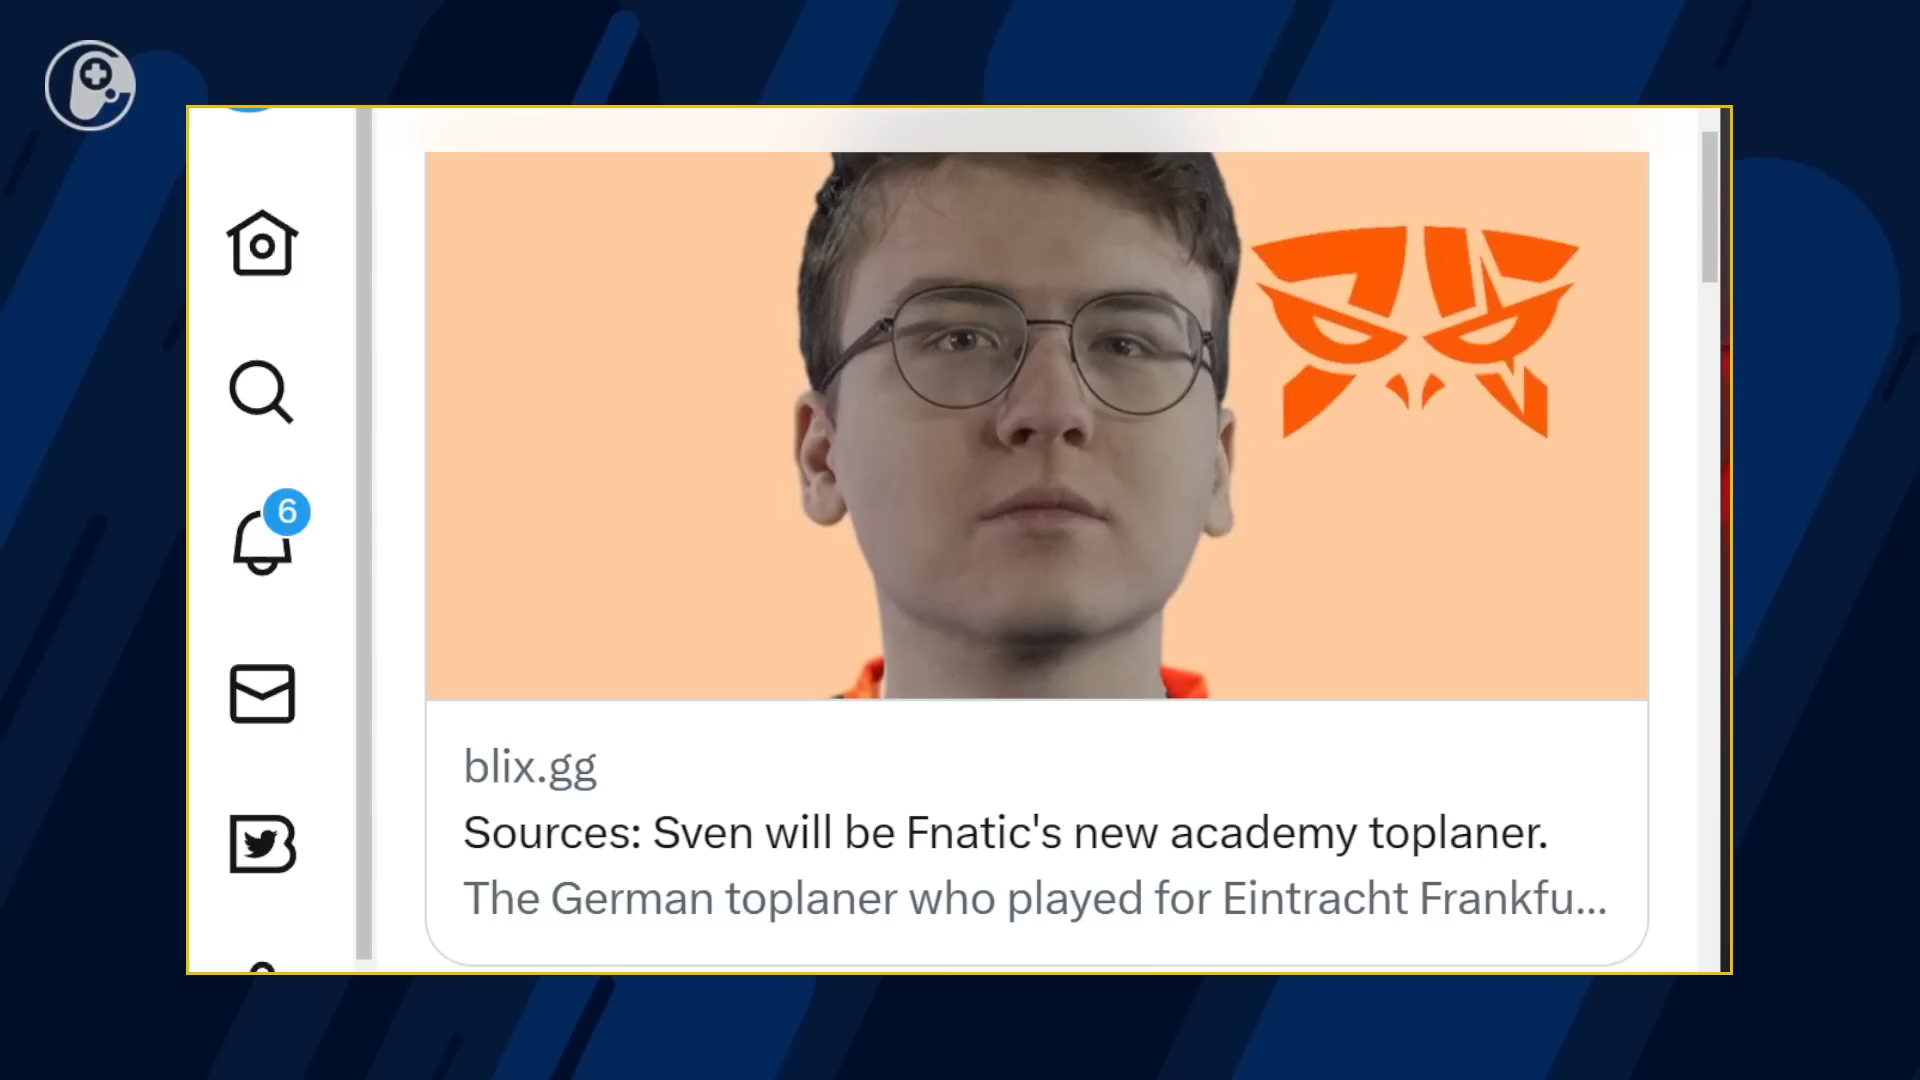 6
blix.gg
Sources: Sven will be Fnatic's new academy toplaner.
The German toplaner who played for Eintracht Frankfu...